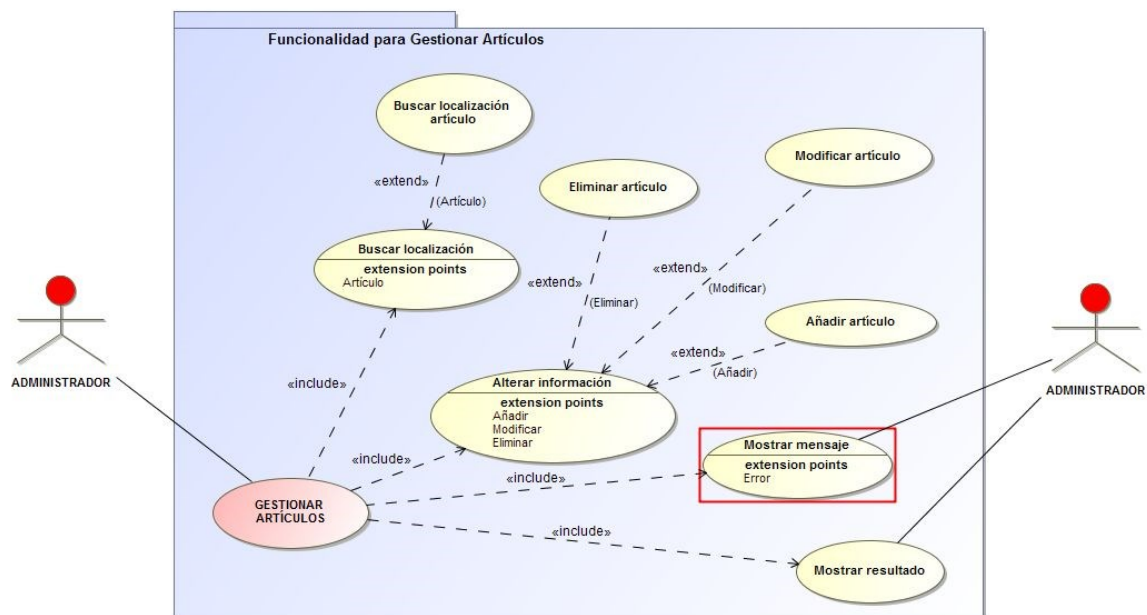 Funcionalidad para Gestionar Artículos
Buscar localización
artículo
Modificar artículo
«extend»
(Artículo)
Eliminar artículo
Buscar localización
extension points
Artículo
«extend»
(Eliminar)
«extend»
(Modificar)
Añadir artículo
«extend»
(Añadir)
ADMINISTRADOR
ADMINISTRADOR
«include»
Alterar información
extension points
Añadir
Modificar
Eliminar
Mostrar mensaje
extension points
Error
«include»
«include»
GESTIONAR
ARTÍCULOS
«include»
Mostrar resultado